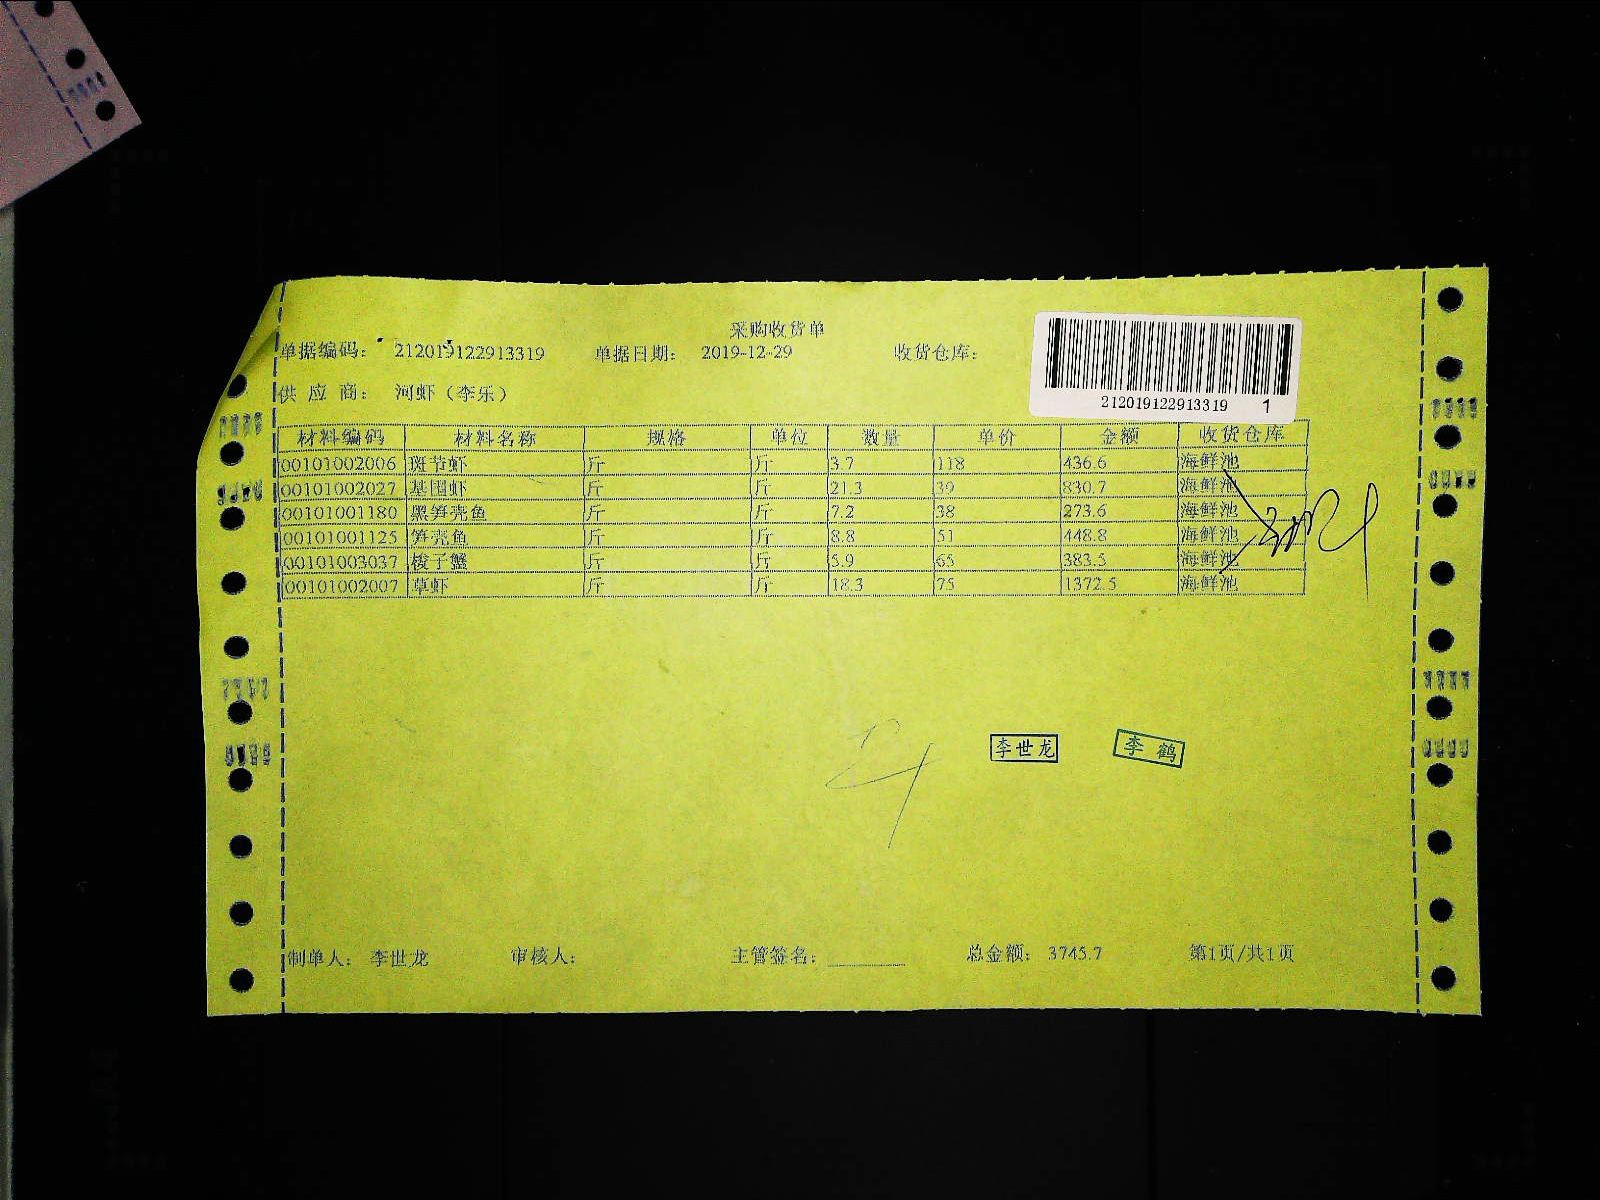 采购收货单
单据编码： 212019122913319 单据日期： 2019-12-29 收货仓库：
212019122913319 1
供应商： 河虾（李乐）
材料编码 材料名称 规格 单位 数量 单价 金额 收货仓库
00101002006 斑节虾 斤 斤 3.7 118 436.6 海鲜池
00101002027 基围虾 斤 斤 21.3 39 830.7 海鲜池
00101001180 黑笋壳鱼 斤 斤 7.2 38 273.6 海鲜池
00101001125 笋壳鱼 斤 斤 8.8 51 448.8 海鲜池
00101003037 梭子蟹 斤 斤 5.9 65 383.5 海鲜池
00101002007 草虾 斤 斤 18.3 75 1372.5 海鲜池
李世龙 李鹤
制单人： 李世龙 审核人： 主管签名： 总金额： 3745.7 第1页/共1页